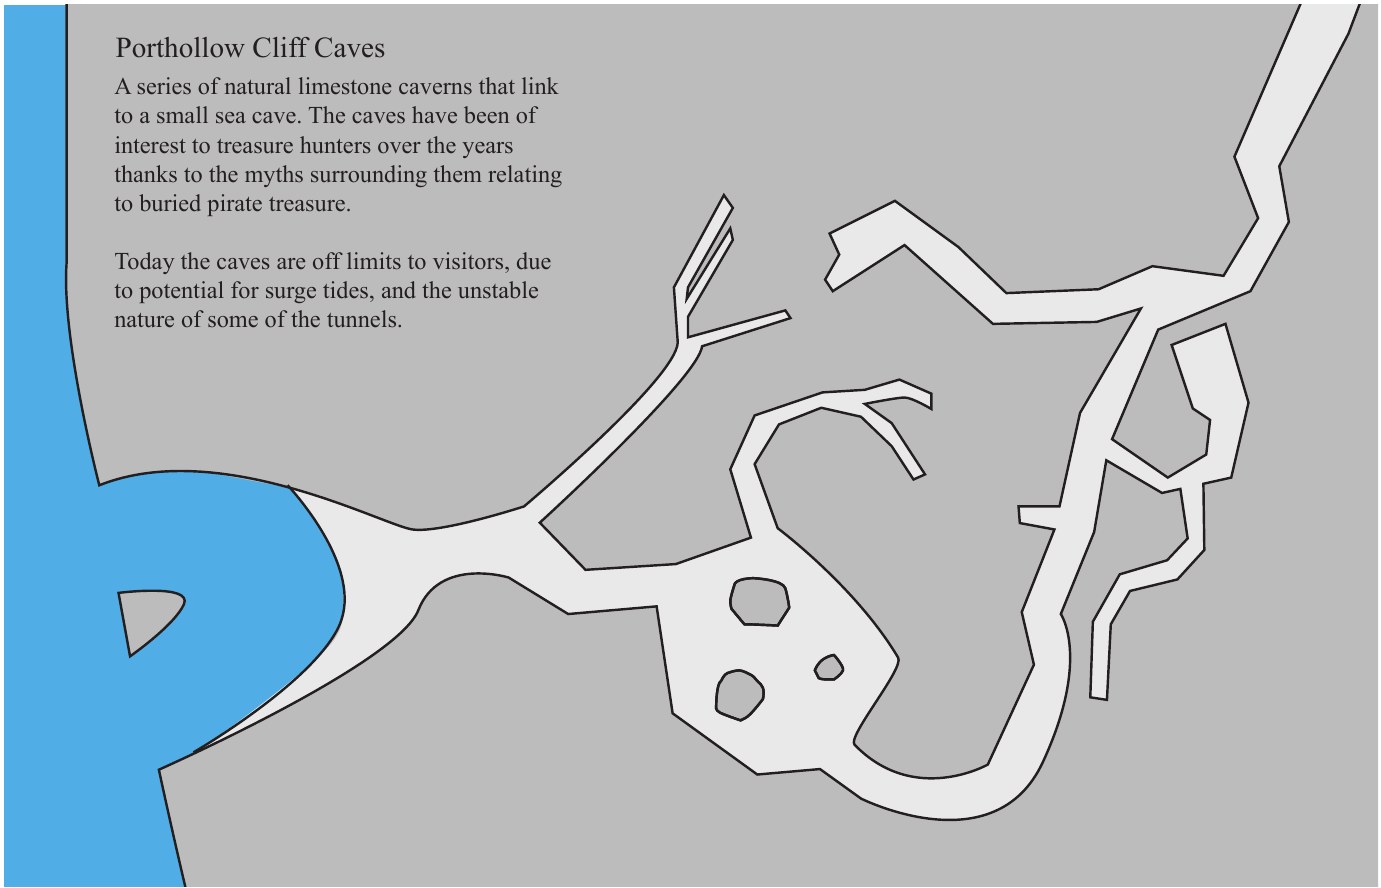 Porthollow Cliff Caves
A series of natural limestone caverns that link
to a small sea cave. The caves have been of
interest to treasure hunters over the years
thanks to the myths surrounding them relating
to buried pirate treasure.
Today the caves are off limits to visitors, due
to potential for surge tides, and the unstable
nature of some of the tunnels.